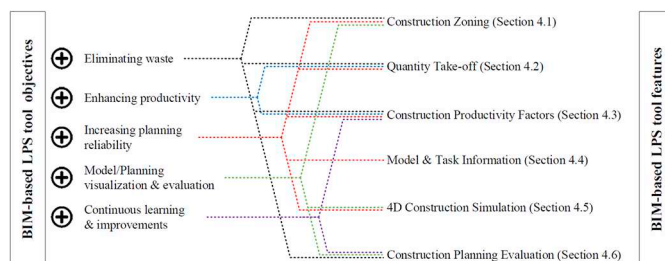 BIM-based LPS tool objectives
Eliminating waste
Enhancing productivity
Increasing planning
reliability
Model/Planning
visualization & evaluation
Continuous learning
& improvements
Construction Zoning (Section 4.1)
Quantity Take-off (Section 4.2)
Construction Productivity Factors (Section 4.3)
Model & Task Information (Section 4.4)
4D Construction Simulation (Section 4.5)
Construction Planning Evaluation (Section 4.6)
BIM-based LPS tool features